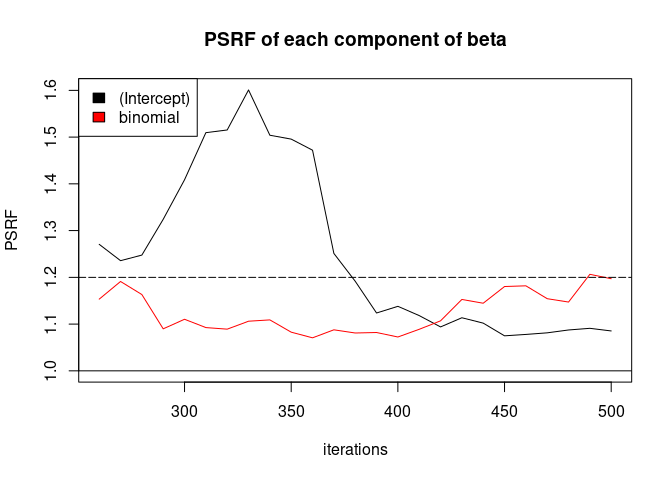 PSRF of each component of beta
(Intercept)
binomial
PSRF
1.6
1.5
1.4
1.3
1.2
1.1
1.0
300 350 400 450 500
iterations